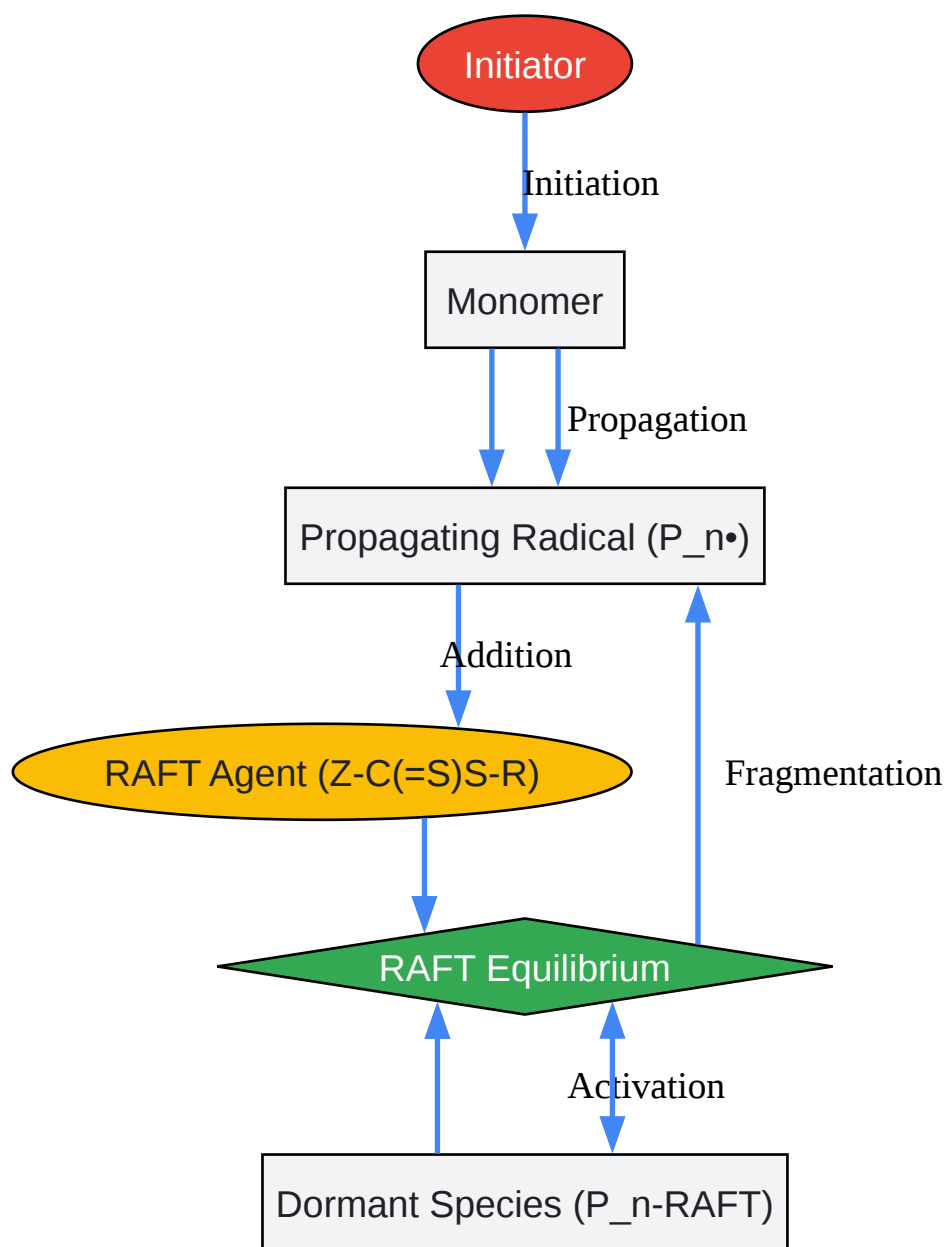 Initiator
Initiation
Monomer
Propagation
Propagating Radical (P_n•)
Addition
RAFT Agent (Z-C(=S)S-R)
Fragmentation
RAFT Equilibrium
Activation
Dormant Species (P_n-RAFT)